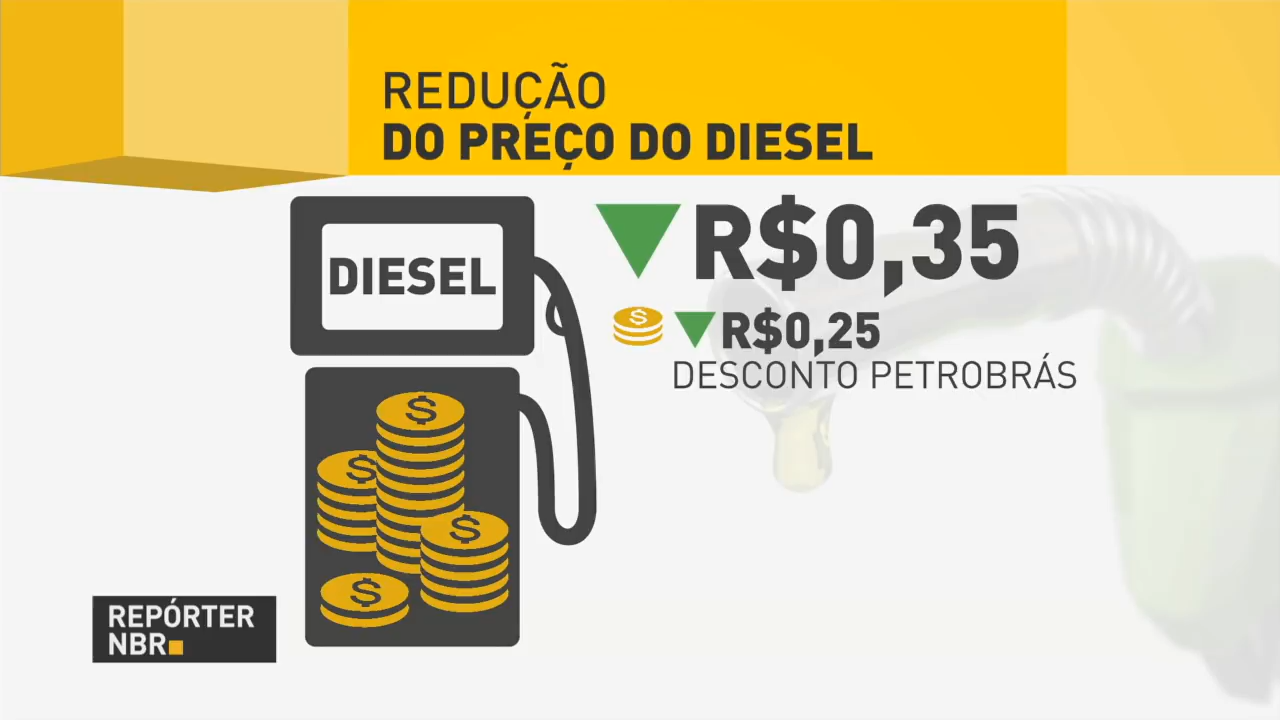 REDUÇÃO
DO PREÇO DO DIESEL
DIESEL
R$0,35
$ R$0,25
DESCONTO PETROBRÁS
$
$
$
$
REPÓRTER
NBR